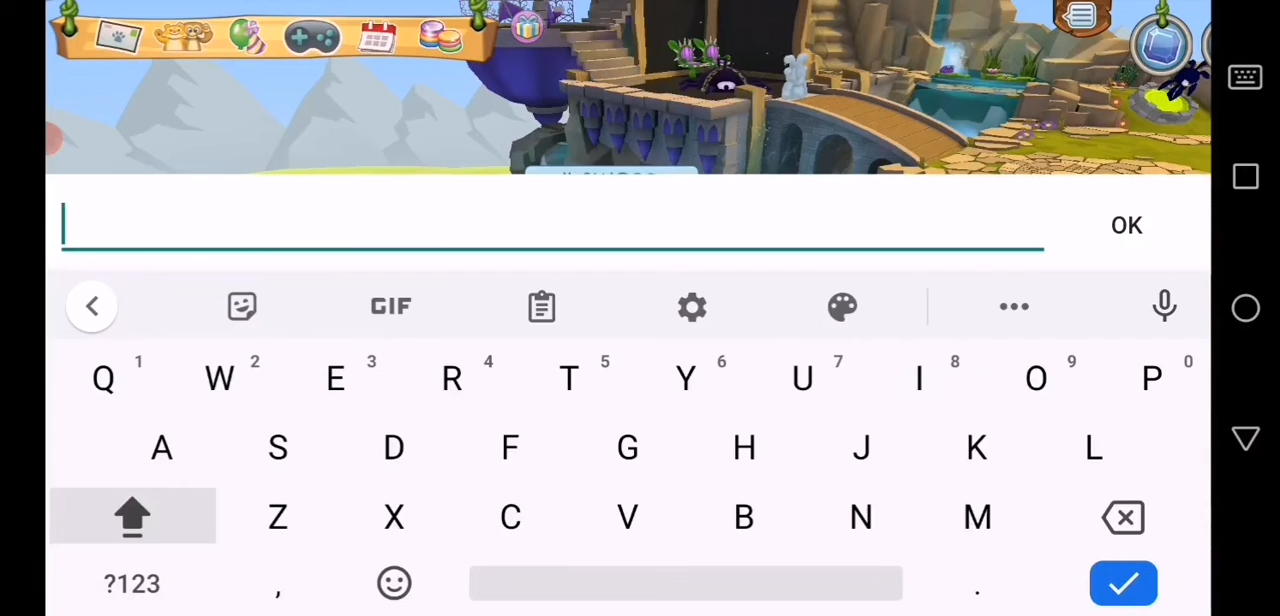 OK
GIF
Q 1 W 2 E 3 R 4 T 5 Y 6 U 7 I 8 O 9 P 0
A S D F G H J K L
Z X C V B N M
?123 , .